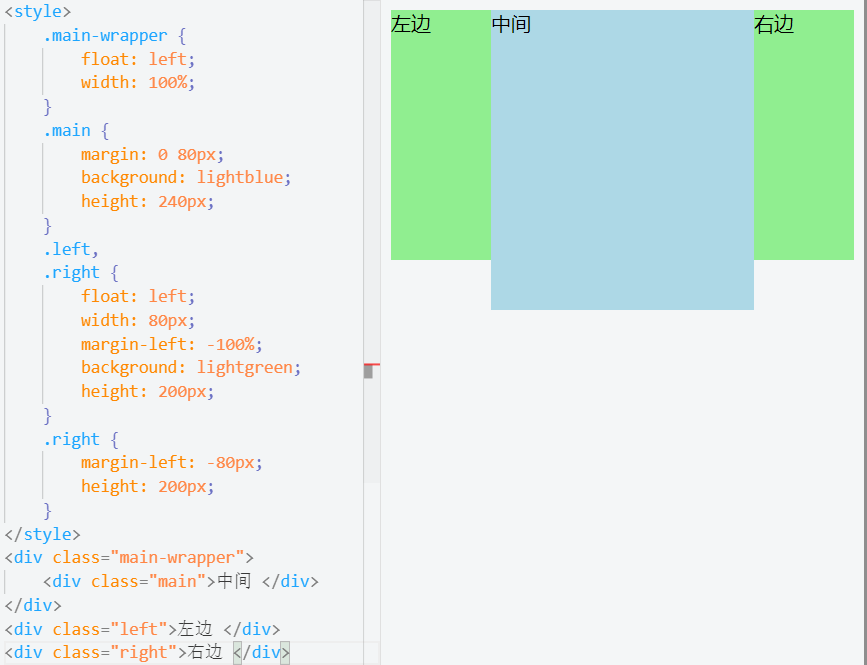 <style>
    .main-wrapper {
        float: left;
        width: 100%;
    }
    .main {
        margin: 0 80px;
        background: lightblue;
        height: 240px;
    }
    .left,
    .right {
        float: left;
        width: 80px;
        margin-left: -100%;
        background: lightgreen;
        height: 200px;
    }
    .right {
        margin-left: -80px;
        height: 200px;
    }
</style>
<div class="main-wrapper">
    <div class="main">中间 </div>
</div>
<div class="left">左边 </div>
<div class="right">右边 </div>
左边
中间
右边